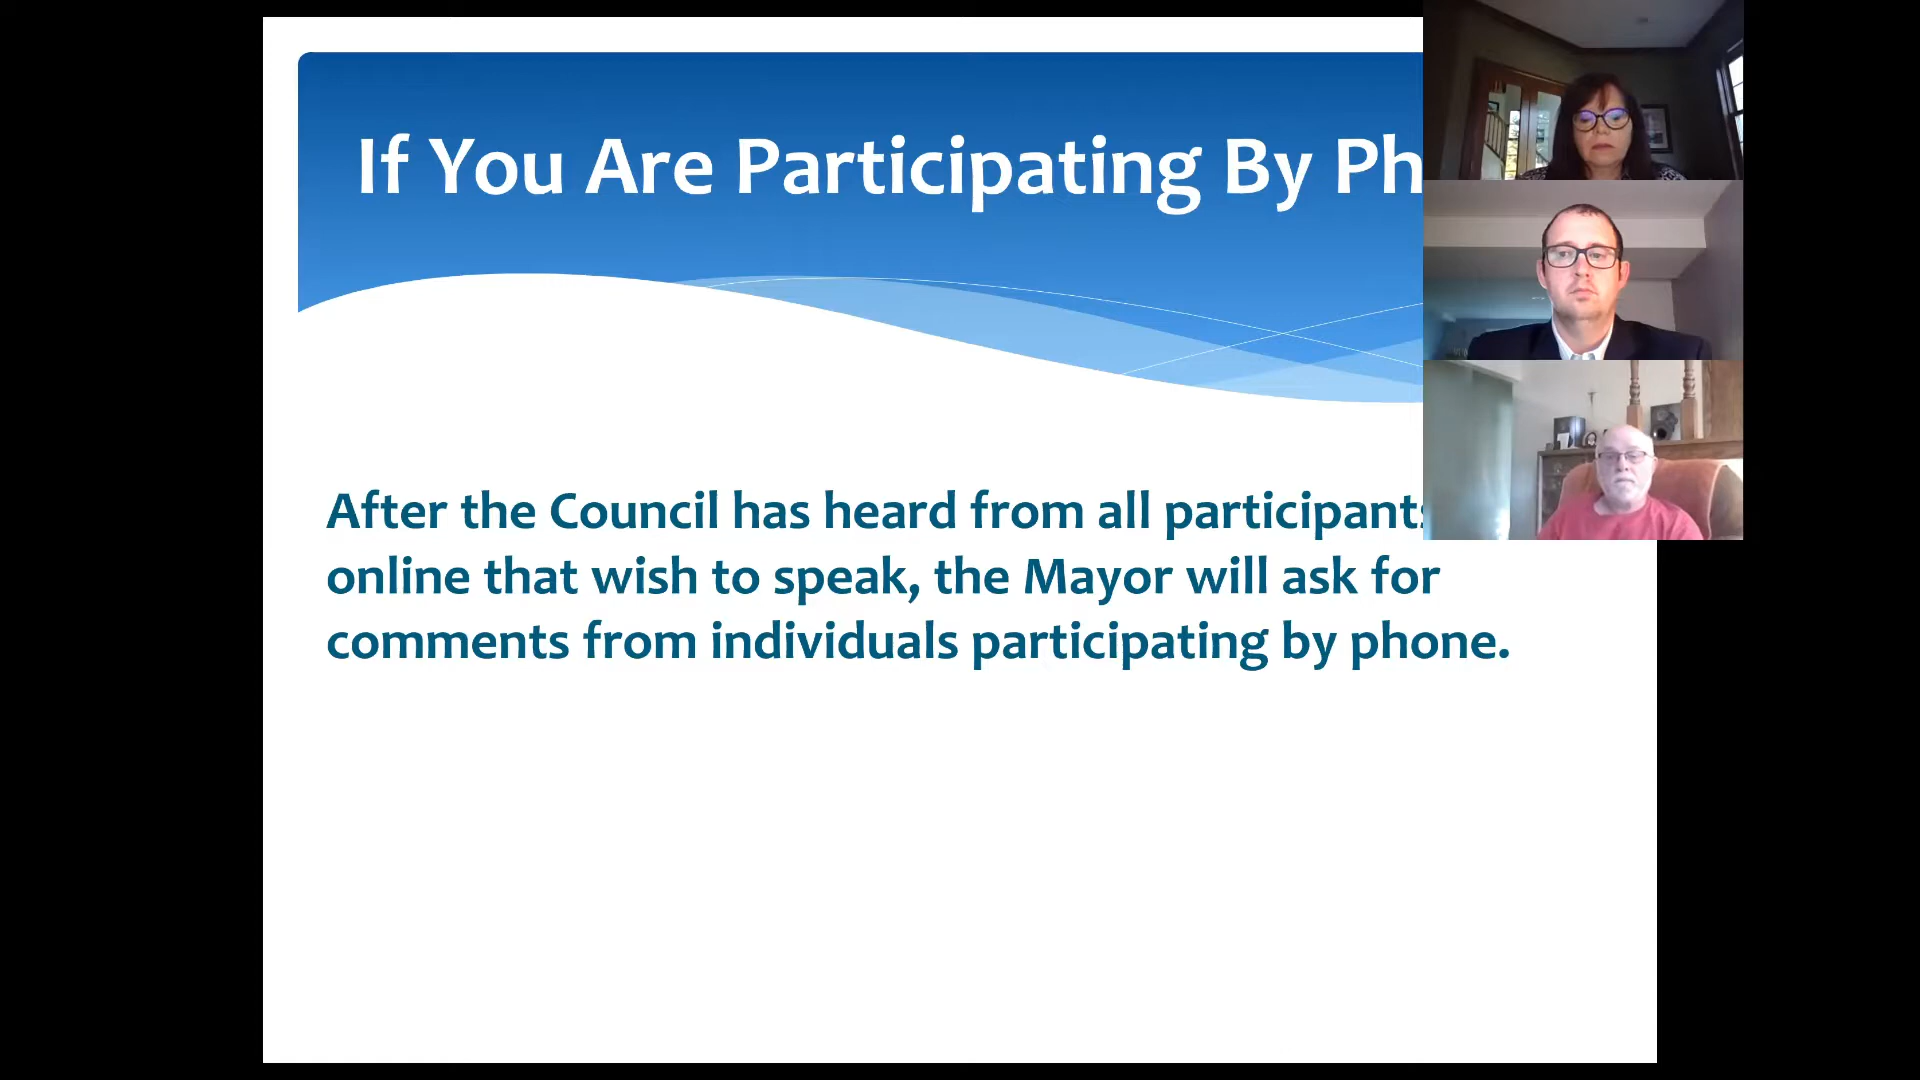 If You Are Participating By Ph
After the Council has heard from all participants
online that wish to speak, the Mayor will ask for
comments from individuals participating by phone.